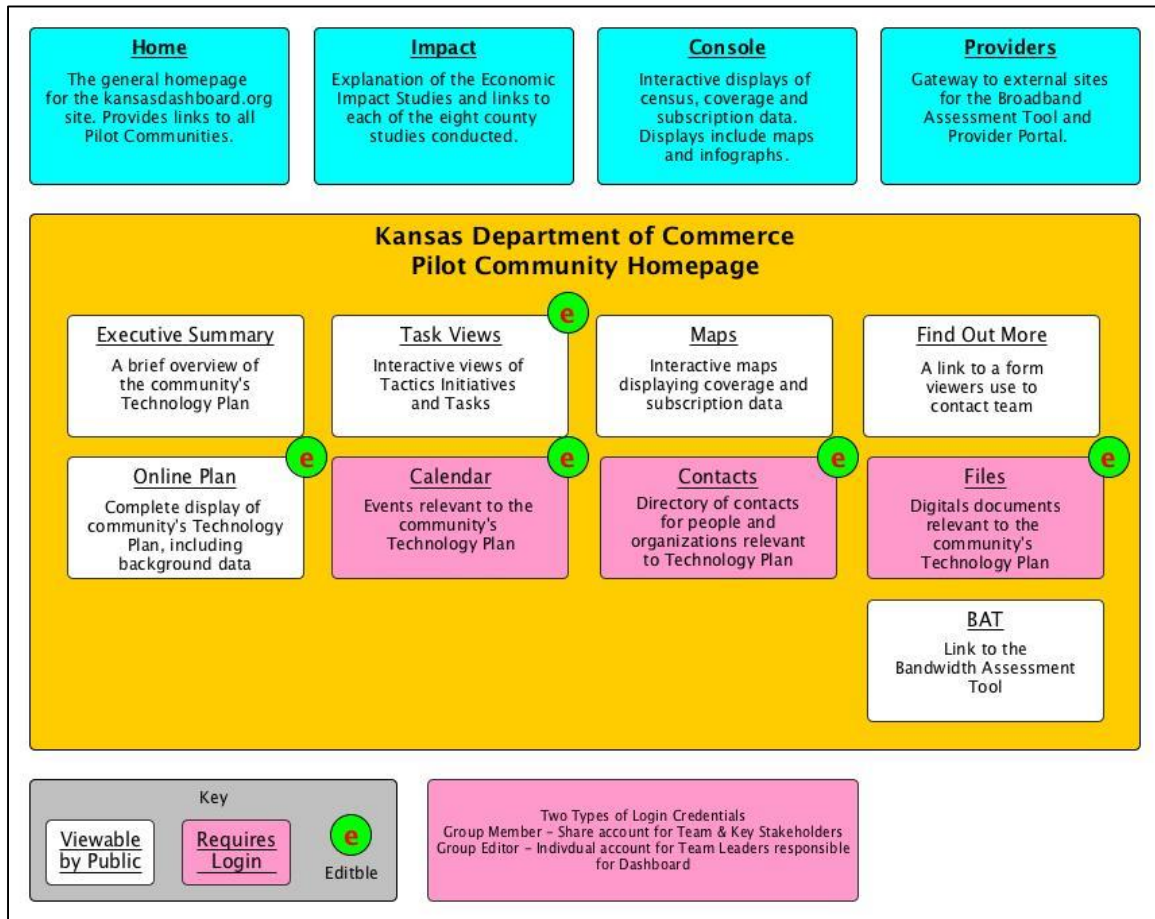 Home
The general homepage
for the kansasdashboard.org
site. Provides links to all
Pilot Communities.
Impact
Explanation of the Economic
Impact Studies and links to
each of the eight county
studies conducted.
Console
Interactive displays of
census, coverage and
subscription data.
Displays include maps
and infographs.
Providers
Gateway to external sites
for the Broadband
Assessment Tool and
Provider Portal.
Kansas Department of Commerce
Pilot Community Homepage
Executive Summary
A brief overview of
the community's
Technology Plan
e
Task Views
Interactive views of
Tactics Initiatives
and Tasks
Maps
Interactive maps
displaying coverage and
subscription data
Find Out More
A link to a form
viewers use to
contact team
e
Online Plan
Complete display of
community's Technology
Plan, including
background data
e
Calendar
Events relevant to the
community's
Technology Plan
e
Contacts
Directory of contacts
for people and
organizations relevant
to Technology Plan
e
Files
Digitals documents
relevant to the
community's
Technology Plan
BAT
Link to the
Bandwidth Assessment
Tool
Key
Viewable
by Public
Requires
Login
e
Editble
Two Types of Login Credentials
Group Member – Share account for Team & Key Stakeholders
Group Editor – Indivdual account for Team Leaders responsible
for Dashboard